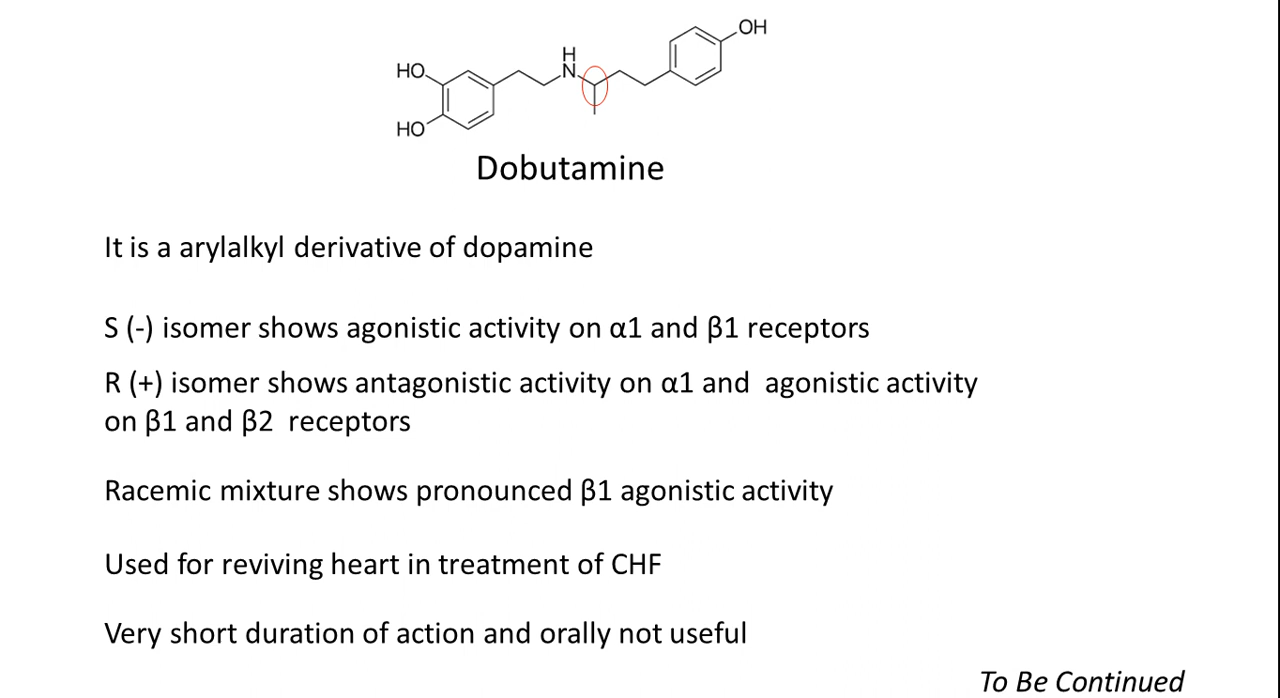 OH
H
N
HO
HO
Dobutamine
It is a arylalkyl derivative of dopamine
S (-) isomer shows agonistic activity on α1 and β1 receptors
R (+) isomer shows antagonistic activity on α1 and  agonistic activity
on β1 and β2  receptors
Racemic mixture shows pronounced β1 agonistic activity
Used for reviving heart in treatment of CHF
Very short duration of action and orally not useful
To Be Continued